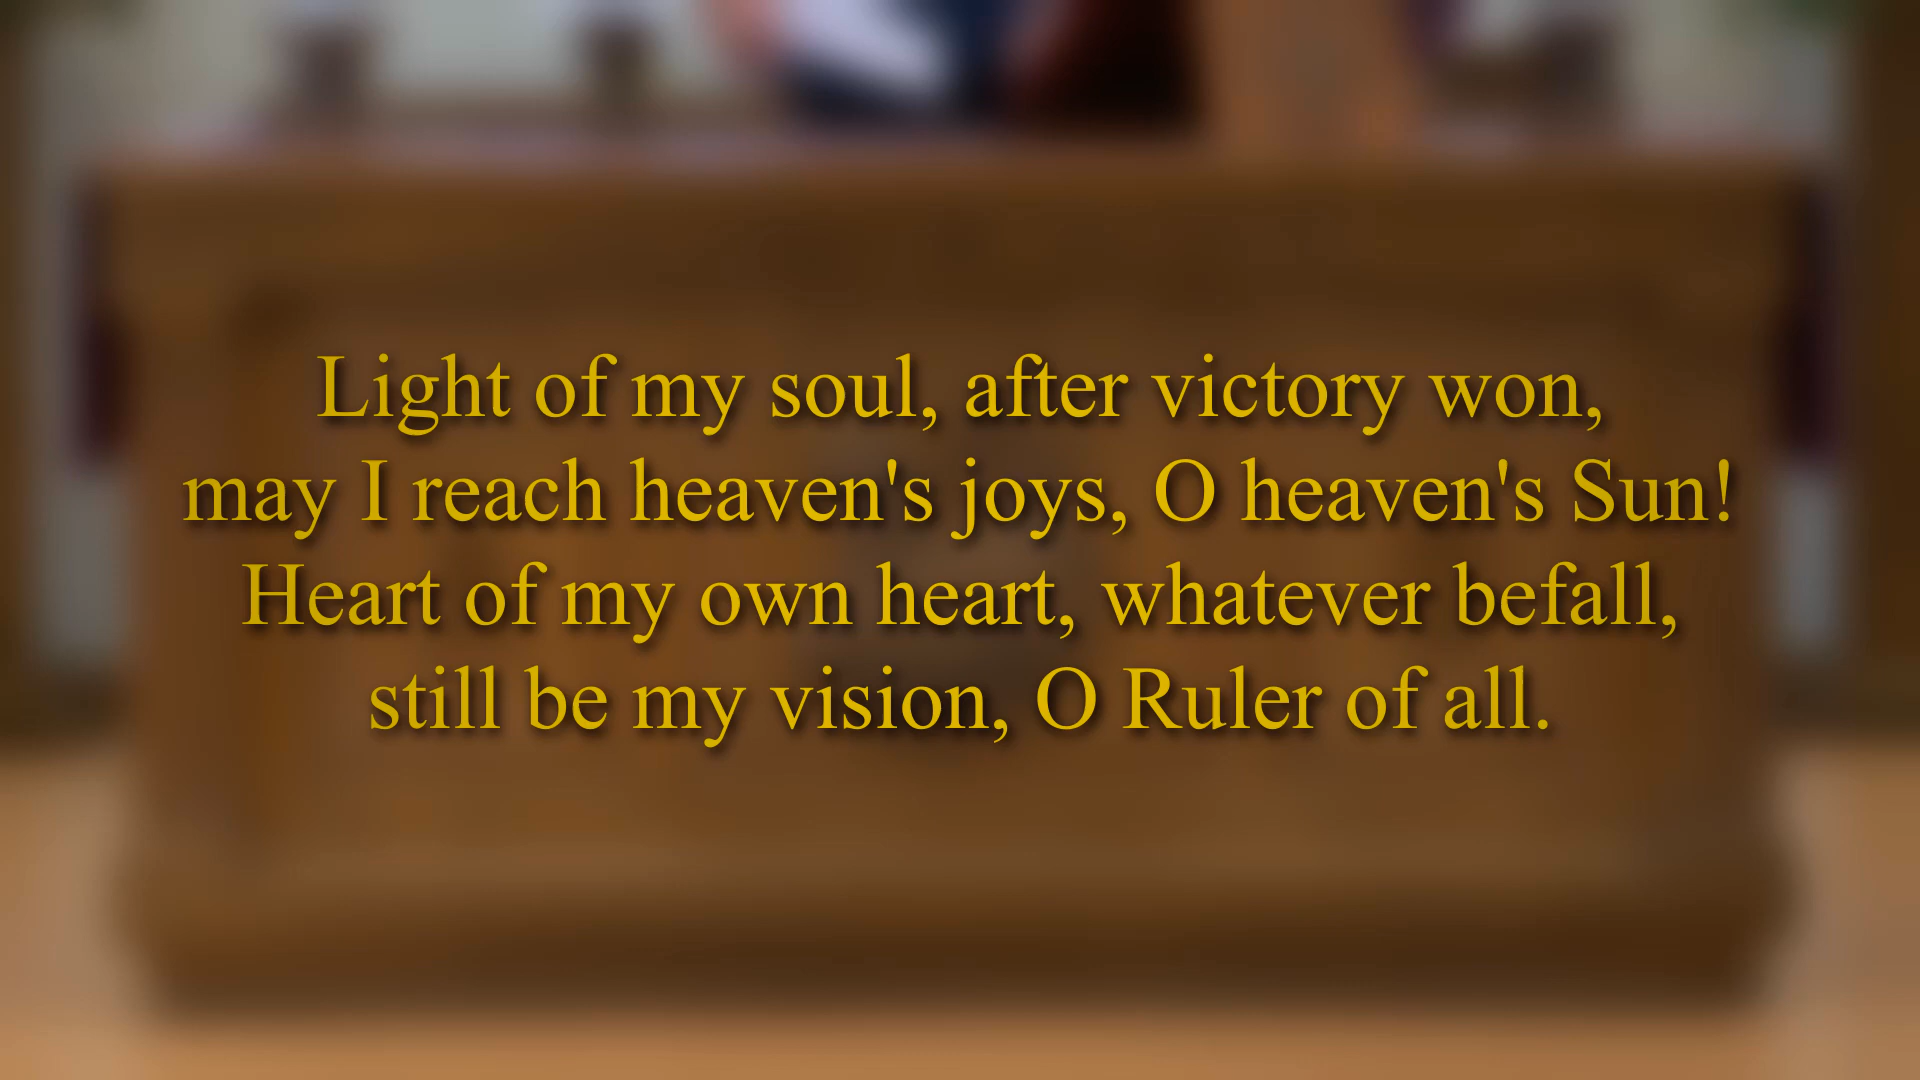 Light of my soul, after victory won,
may I reach heaven's joys, O heaven's Sun!
Heart of my own heart, whatever befall,
still be my vision, O Ruler of all.